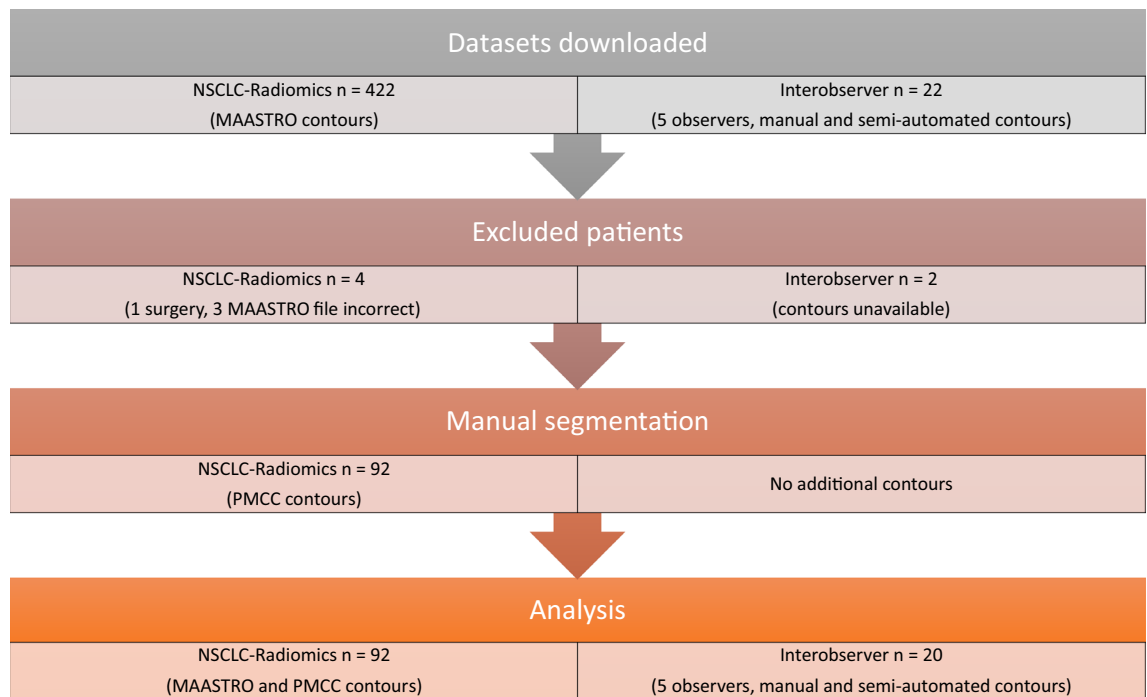 Datasets downloaded
NSCLC-Radiomics n = 422
(MAASTRO contours)
Interobserver n = 22
(5 observers, manual and semi-automated contours)
Excluded patients
NSCLC-Radiomics n = 4
(1 surgery, 3 MAASTRO file incorrect)
Interobserver n = 2
(contours unavailable)
Manual segmentation
NSCLC-Radiomics n = 92
(PMCC contours)
No additional contours
Analysis
NSCLC-Radiomics n = 92
(MAASTRO and PMCC contours)
Interobserver n = 20
(5 observers, manual and semi-automated contours)